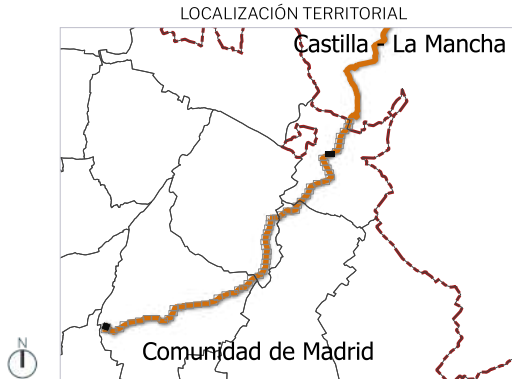 LOCALIZACIÓN TERRITORIAL
Castilla - La Mancha
Comunidad de Madrid
N